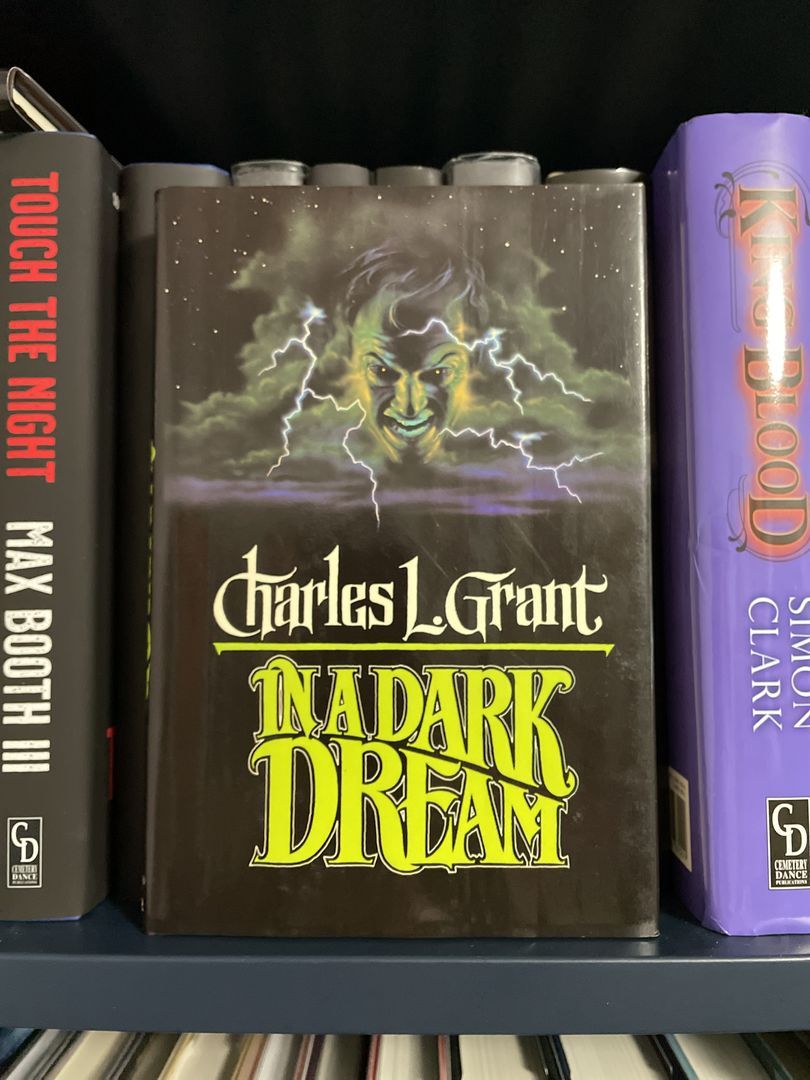 TOUCH THE NIGHT
MAX BOOTH III
CD
CEMETERY
DANCE
PUBLICATIONS
Charles L. Grant
IN A DARK
DREAM
KING BLOOD
SIMON
CLARK
CD
CEMETERY
DANCE
PUBLICATIONS